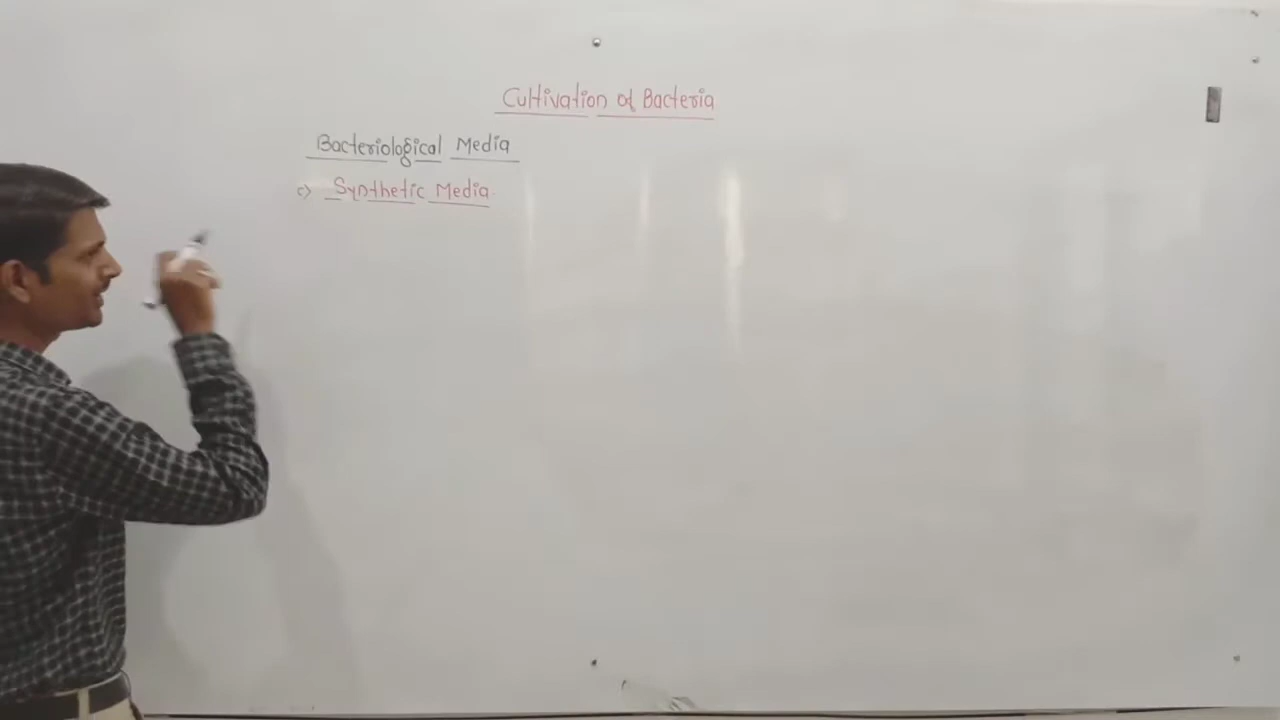 Cultivation of Bacteria
Bacteriological Media
c) Synthetic Media.